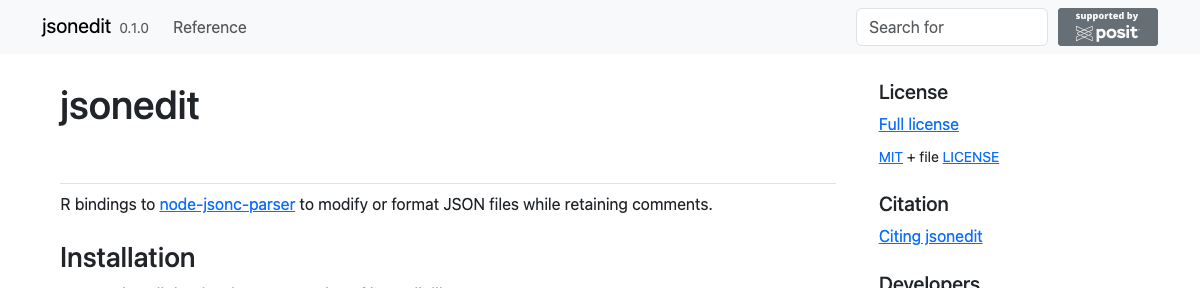 jsonedit 0.1.0 Reference Search for supported by posit
jsonedit
License
Full license
MIT + file LICENSE
R bindings to node-jsonc-parser to modify or format JSON files while retaining comments.
Citation
Citing jsonedit
Installation
Developers